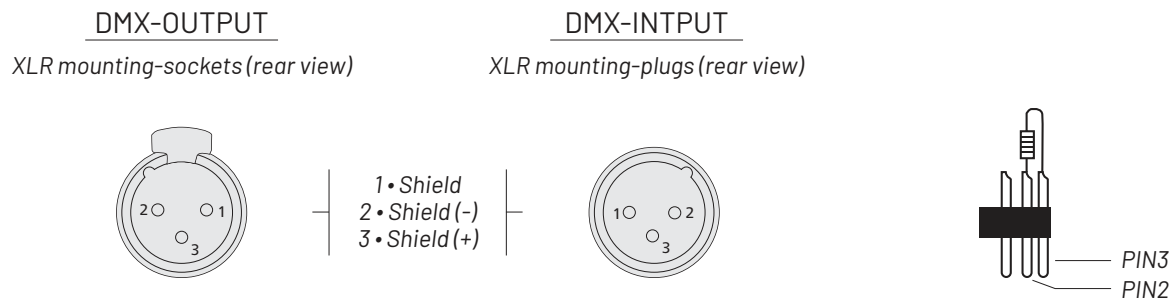 DMX-OUTPUT
XLR mounting-sockets (rear view)
2 1
3
1 • Shield
2 • Shield (-)
3 • Shield (+)
DMX-INTPUT
XLR mounting-plugs (rear view)
1 2
3
PIN3
PIN2